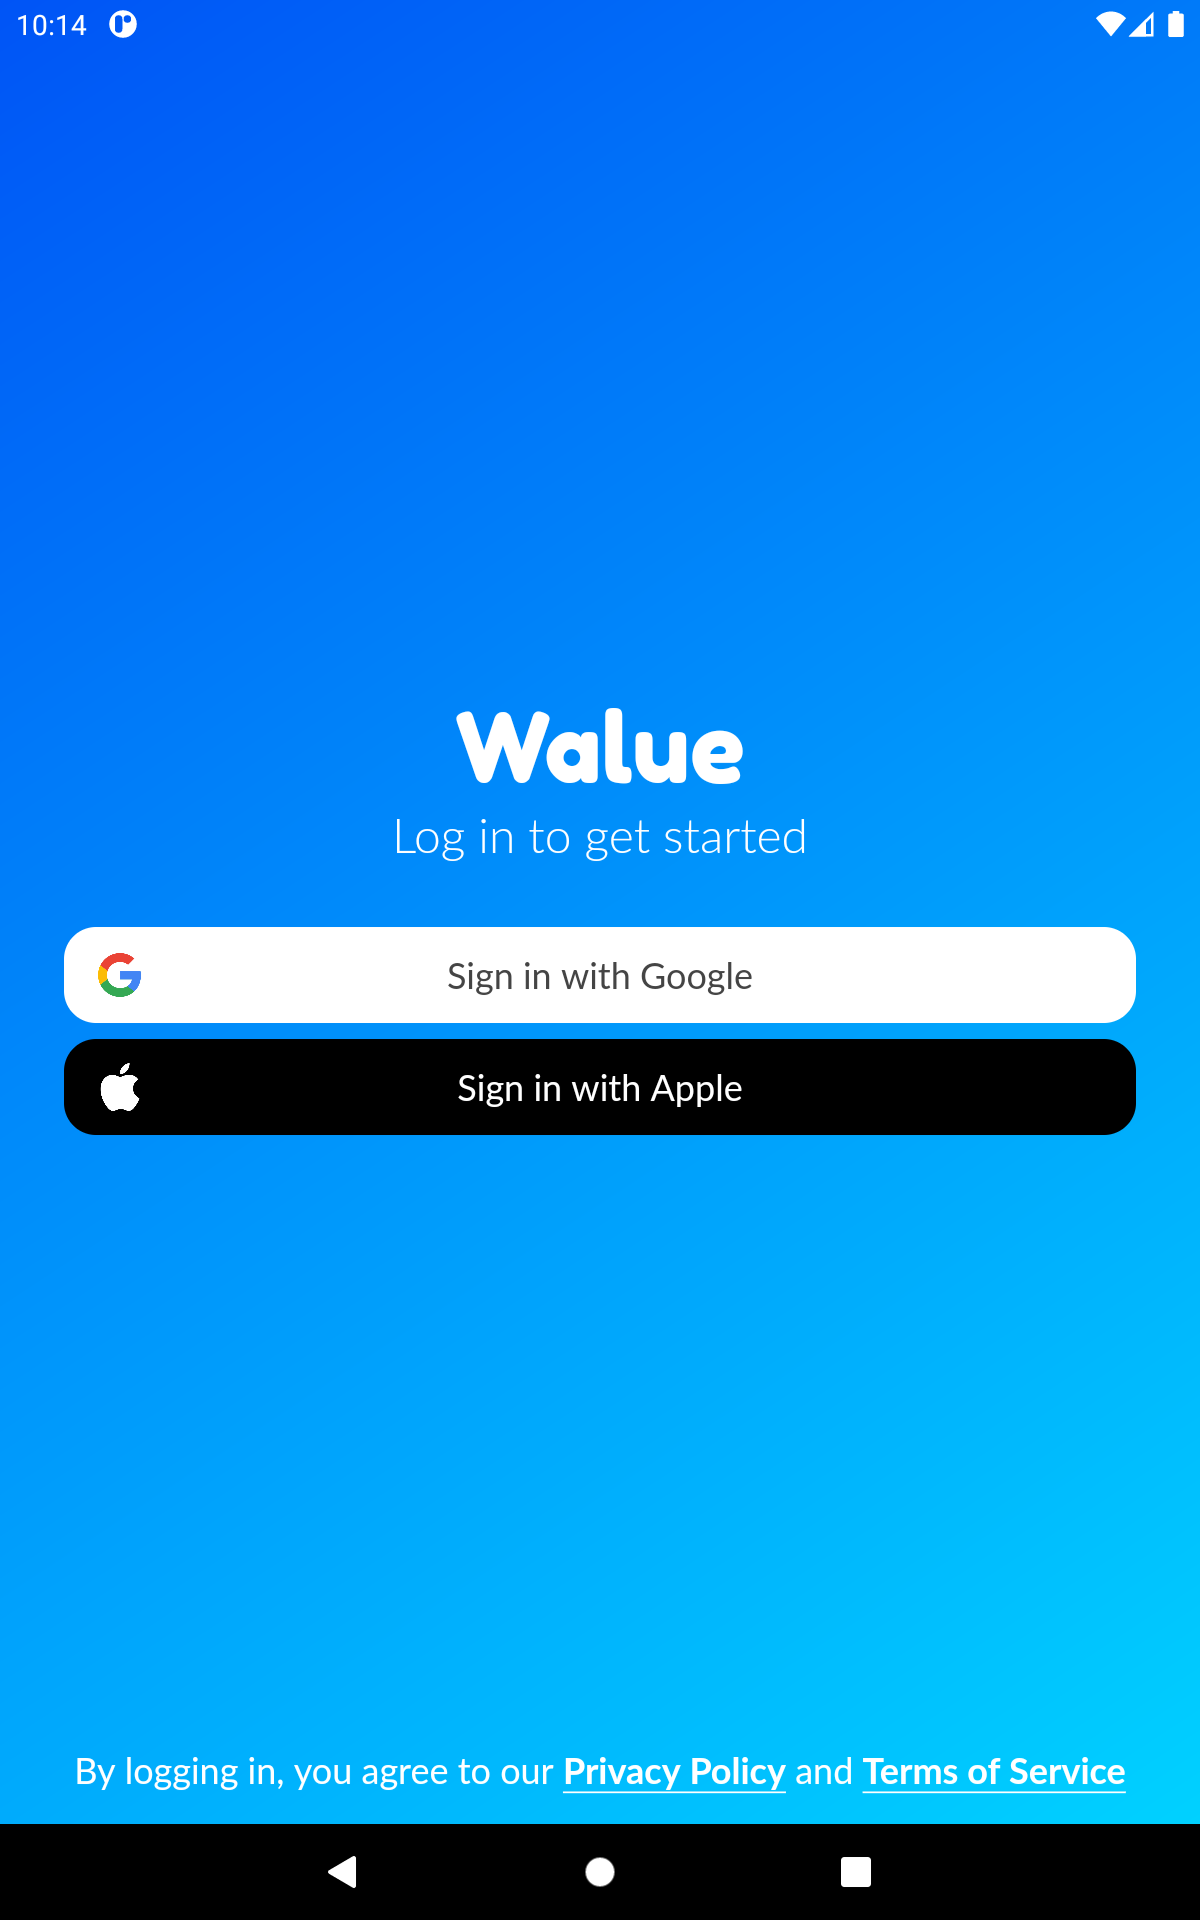 10:14
Walue
Log in to get started
Sign in with Google
Sign in with Apple
By logging in, you agree to our Privacy Policy and Terms of Service